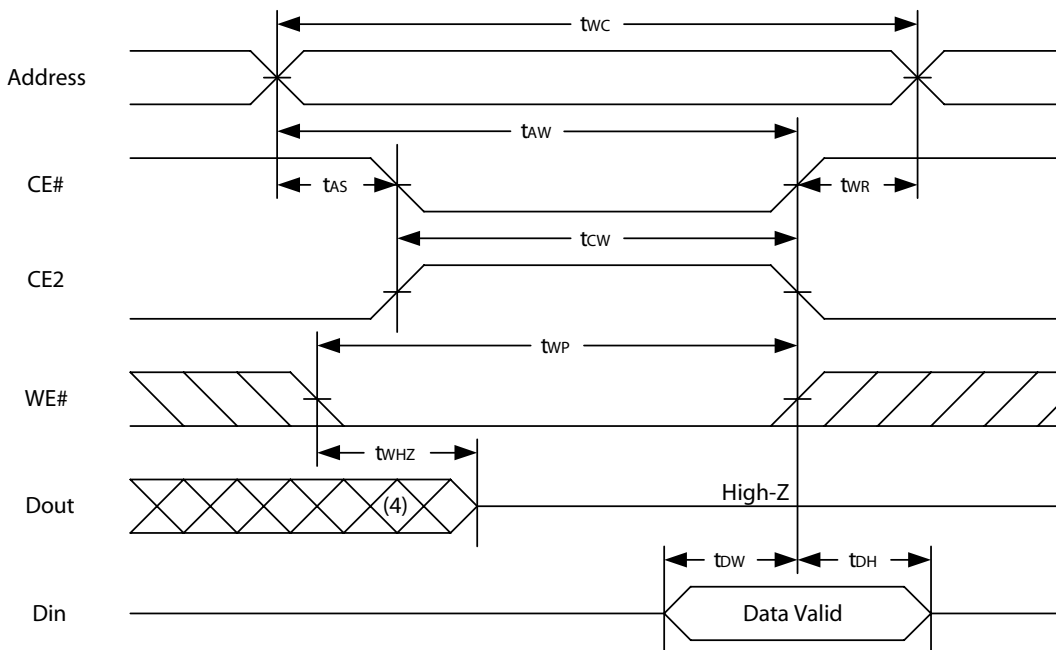 tWC
Address
tAW
CE#
tAS
tWR
tCW
CE2
tWP
WE#
tWHZ
Dout
(4)
High-Z
tDW
tDH
Din
Data Valid